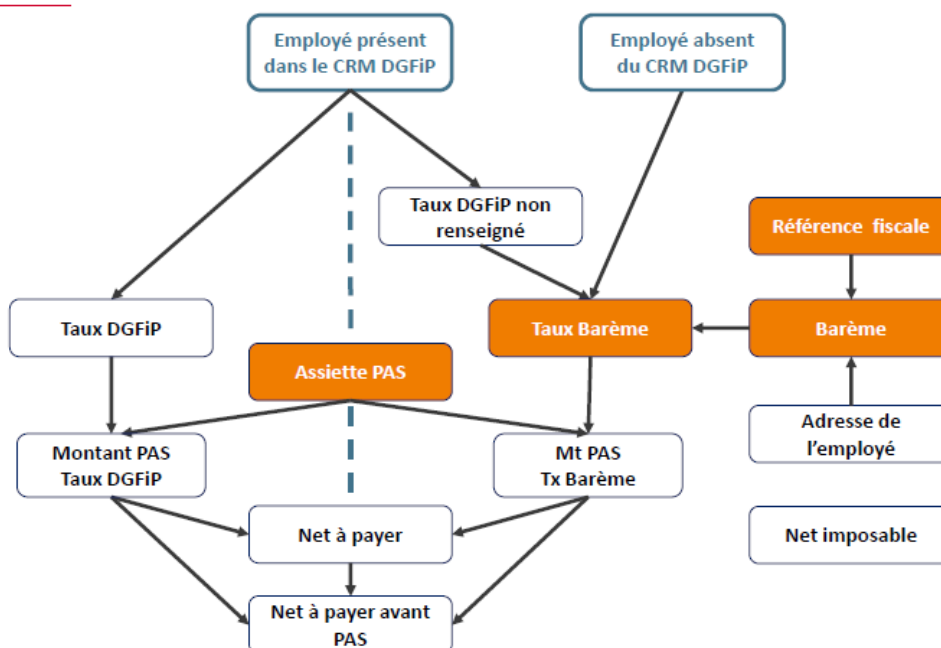 Employé présent
dans le CRM DGFiP
Employé absent
du CRM DGFiP
Taux DGFiP non
renseigné
Référence fiscale
Taux DGFiP
Taux Barème
Barème
Assiette PAS
Adresse de
l'employé
Montant PAS
Taux DGFiP
Mt PAS
Tx Barème
Net à payer
Net imposable
Net à payer avant
PAS